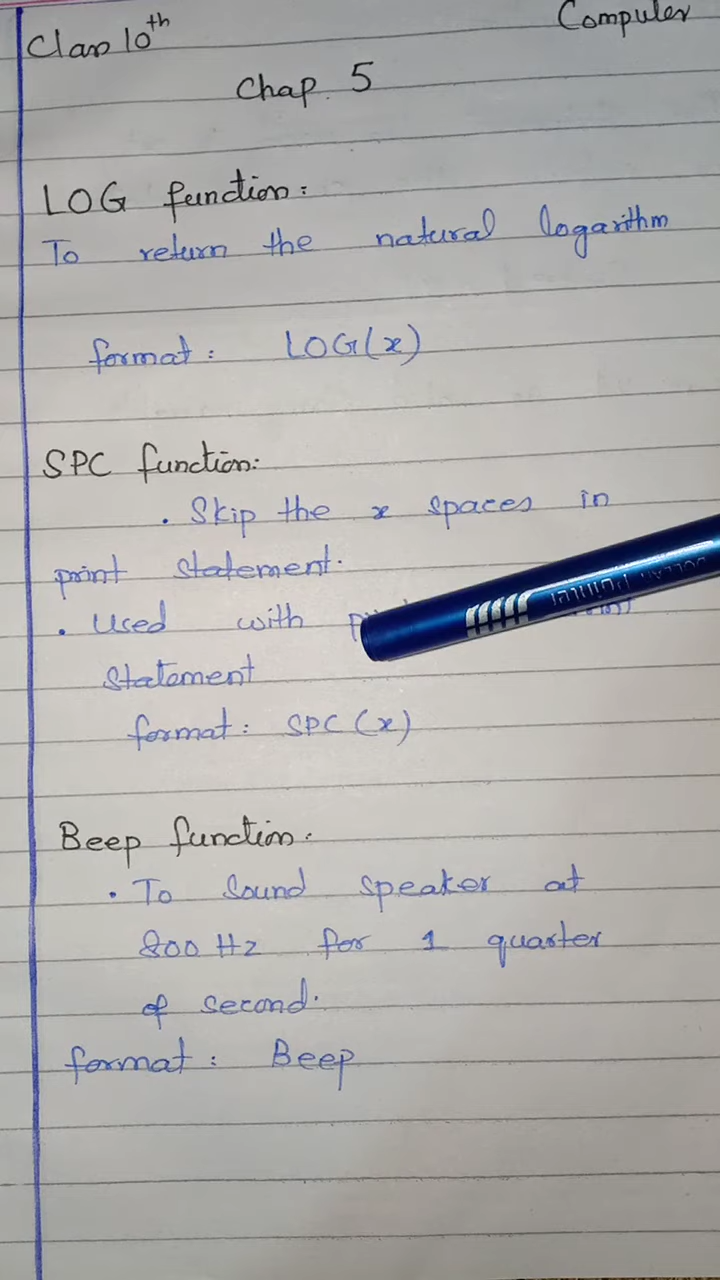 Class 10th Computer
Chap. 5
LOG function:
To return the natural logarithm
format: LOG(x)
SPC function:
. Skip the x spaces in
print statement.
. Used with
statement
format: SPC (x)
Beep function.
. To sound speaker at
800 Hz for 1 quarter
of second.
format: Beep